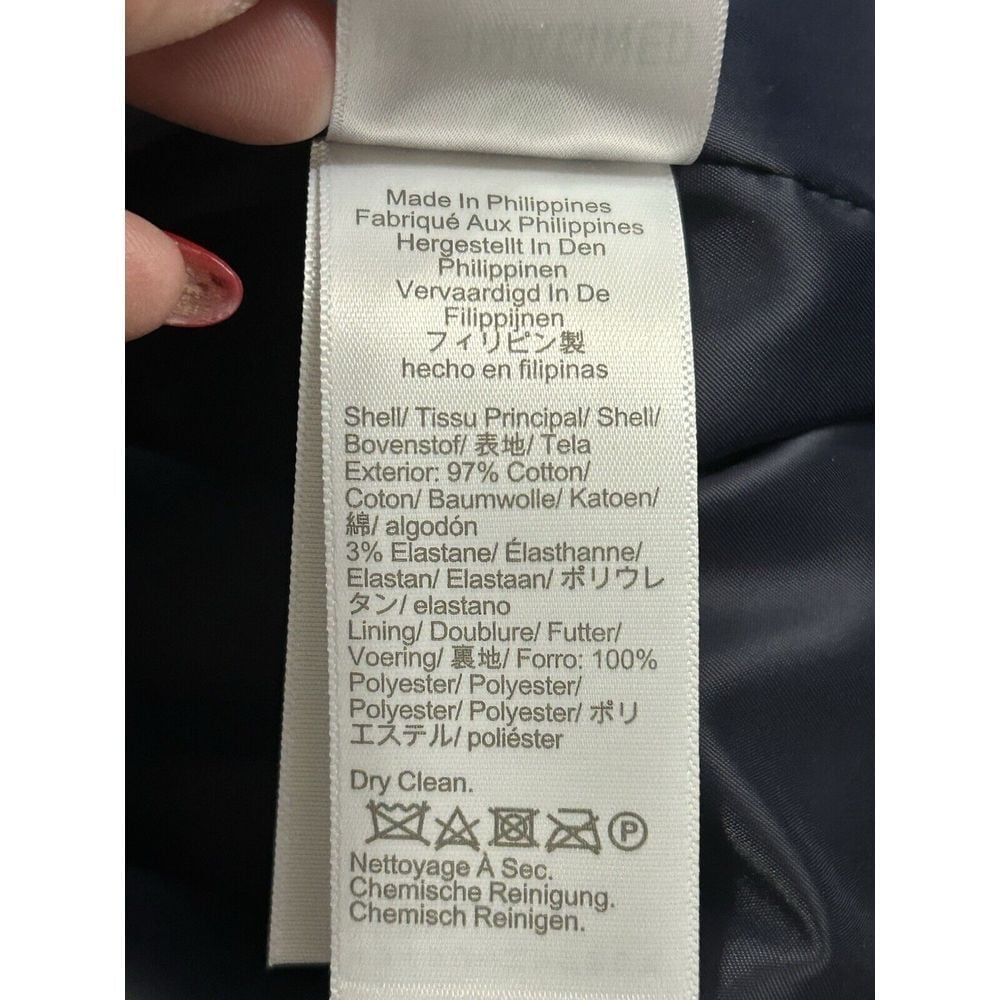 Made In Philippines
Fabriqué Aux Philippines
Hergestellt In Den
Philippinen
Vervaardigd In De
Filippijnen
フィリピン製
hecho en filipinas
Shell/ Tissu Principal/ Shell/
Bovenstof/ 表地/ Tela
Exterior: 97% Cotton/
Coton/ Baumwolle/ Katoen/
綿/ algodón
3% Elastane/ Élasthanne/
Elastan/ Elastaan/ ポリウレ
タン/ elastano
Lining/ Doublure/ Futter/
Voering/ 裏地/ Forro: 100%
Polyester/ Polyester/
Polyester/ Polyester/ ポリ
エステル/ poliéster
Dry Clean.
P
Nettoyage À Sec.
Chemische Reinigung.
Chemisch Reinigen.